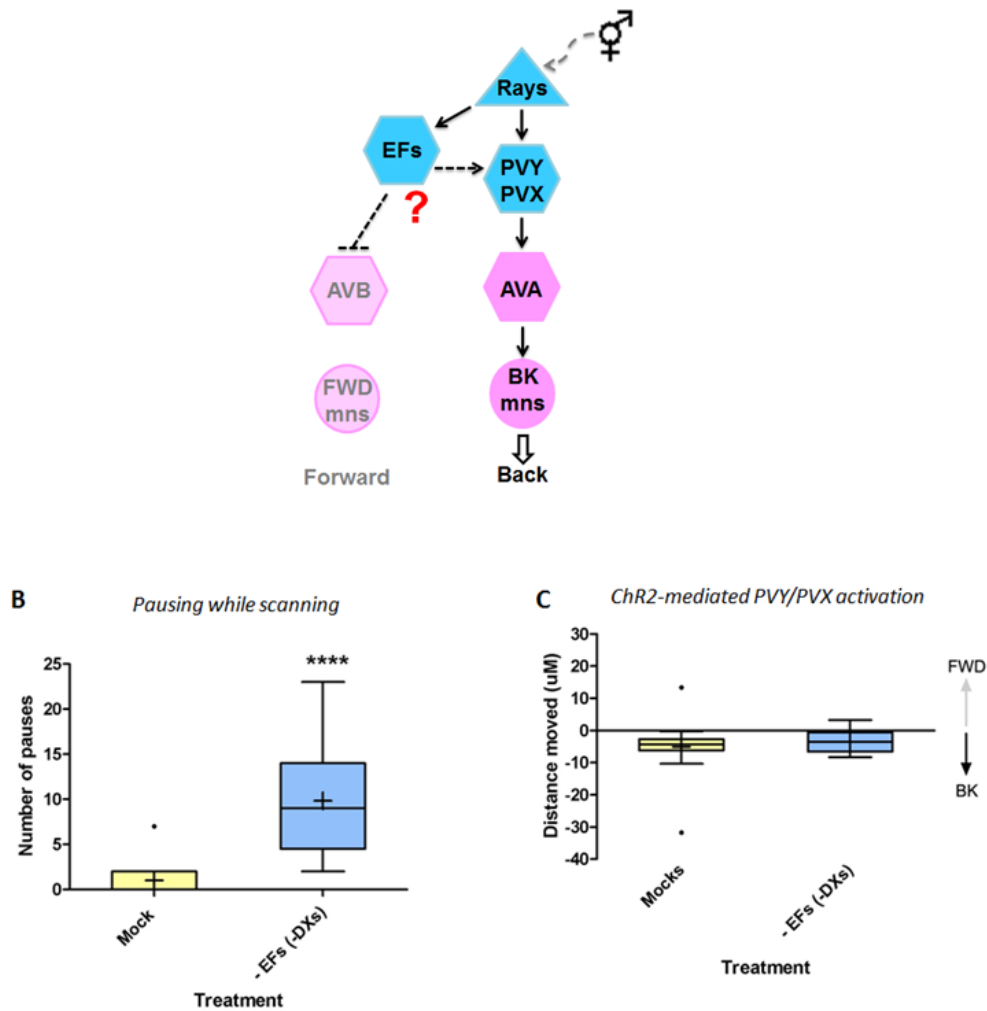 Rays
EFs
PVY
PVX
?
AVB
AVA
FWD
mns
BK
mns
Forward
Back
B
Pausing while scanning
****
Number of pauses
25
20
15
10
5
0
Mock
- EFs (-DXs)
Treatment
C
ChR2-mediated PVY/PVX activation
Distance moved (uM)
30
20
10
0
-10
-20
-30
-40
FWD
BK
Mocks
- EFs (-DXs)
Treatment